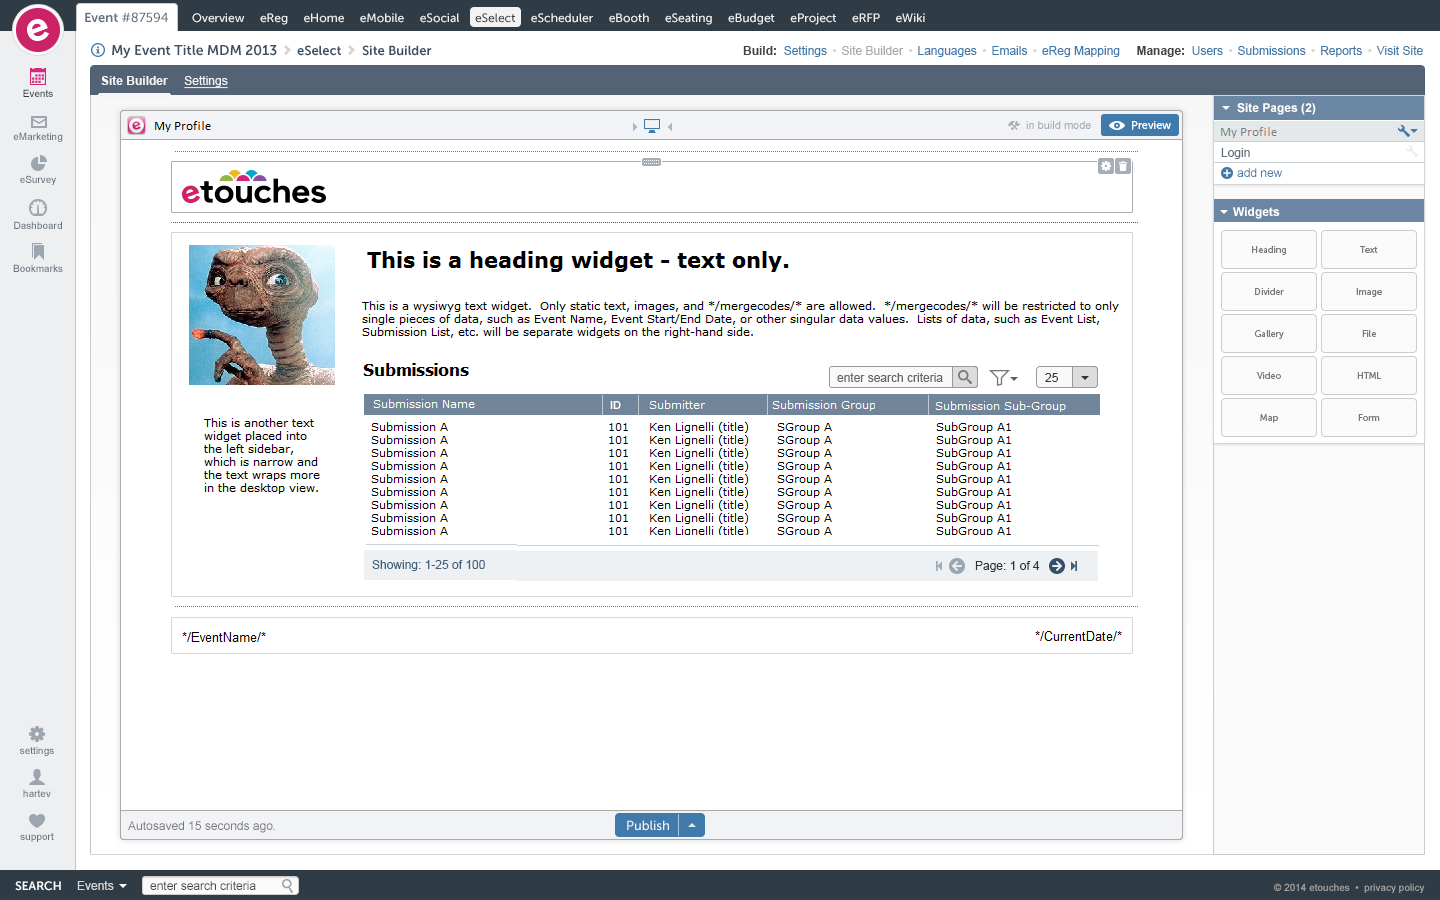 Event #87594 Overview eReg eHome eMobile eSocial eSelect eScheduler eBooth eSeating eBudget eProject eRFP eWiki
e
My Event Title MDM 2013 eSelect Site Builder
Build: Settings • Site Builder • Languages • Emails • eReg Mapping Manage: Users • Submissions • Reports • Visit Site
Site Builder Settings
Events
eMarketing
eSurvey
Dashboard
Bookmarks
settings
hartev
support
e My Profile
in build mode
Preview
etouches
This is a heading widget - text only.
This is a wysiwyg text widget. Only static text, images, and */mergecodes/* are allowed. */mergecodes/* will be restricted to only
single pieces of data, such as Event Name, Event Start/End Date, or other singular data values. Lists of data, such as Event List,
Submission List, etc. will be separate widgets on the right-hand side.
This is another text
widget placed into
the left sidebar,
which is narrow and
the text wraps more
in the desktop view.
Submissions
enter search criteria
25
Submission Name ID Submitter Submission Group Submission Sub-Group
Submission A 101 Ken Lignelli (title) SGroup A SubGroup A1
Submission A 101 Ken Lignelli (title) SGroup A SubGroup A1
Submission A 101 Ken Lignelli (title) SGroup A SubGroup A1
Submission A 101 Ken Lignelli (title) SGroup A SubGroup A1
Submission A 101 Ken Lignelli (title) SGroup A SubGroup A1
Submission A 101 Ken Lignelli (title) SGroup A SubGroup A1
Submission A 101 Ken Lignelli (title) SGroup A SubGroup A1
Submission A 101 Ken Lignelli (title) SGroup A SubGroup A1
Submission A 101 Ken Lignelli (title) SGroup A SubGroup A1
Showing: 1-25 of 100 Page: 1 of 4
*/EventName/* */CurrentDate/*
Autosaved 15 seconds ago.
Publish
Site Pages (2)
My Profile
Login
add new
Widgets
Heading Text
Divider Image
Gallery File
Video HTML
Map Form
SEARCH Events enter search criteria
© 2014 etouches • privacy policy